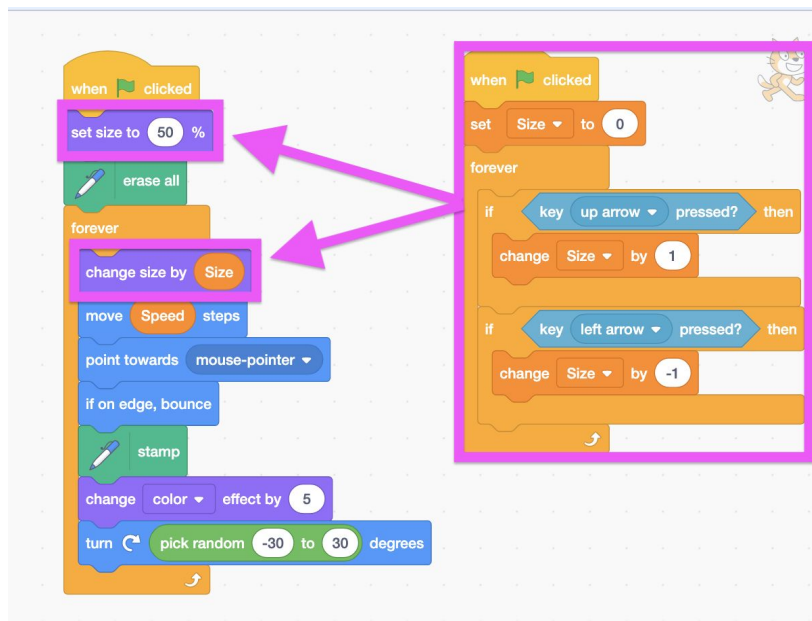 when clicked
set size to 50 %
erase all
forever
change size by Size
move Speed steps
point towards mouse-pointer
if on edge, bounce
stamp
change color effect by 5
turn pick random -30 to 30 degrees
when clicked
set Size to 0
forever
if key up arrow pressed? then
change Size by 1
if key left arrow pressed? then
change Size by -1